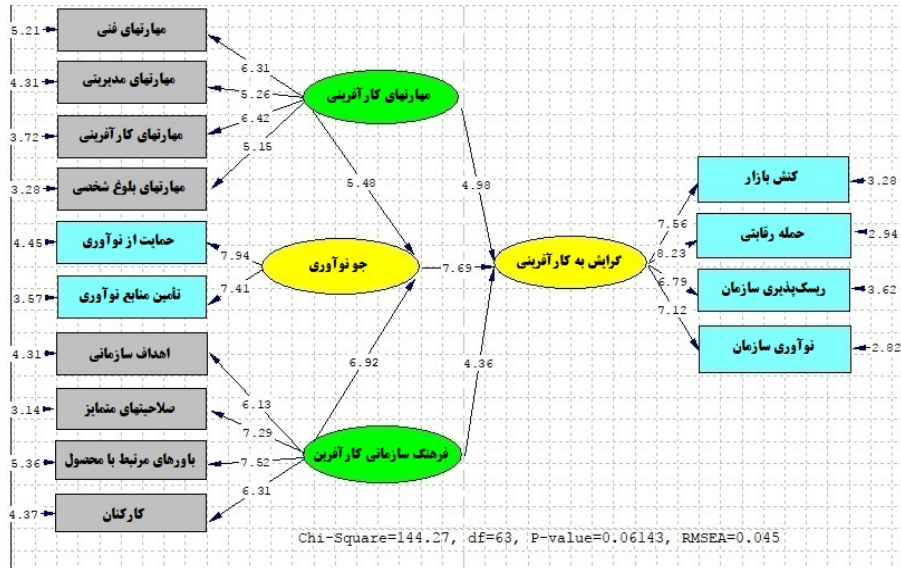 5.21
مهارتهای فنی
6.31
4.31
مهارتهای مدیریتی
5.26
مهارتهای کارآفرینی
3.72
مهارتهای کارآفرینی
6.42
5.15
3.28
مهارتهای بلوغ شخصی
5.48
4.98
کنش بازار
3.28
7.56
4.45
حمایت از نوآوری
7.94
حمله رقابتی
2.94
8.23
جو نوآوری
7.69
گرایش به کارآفرینی
3.57
تأمین منابع نوآوری
7.41
6.79
ریسک‌پذیری سازمان
3.62
7.12
نوآوری سازمان
2.82
4.31
اهداف سازمانی
6.92
4.36
6.13
3.14
صلاحیتهای متمایز
7.29
فرهنگ سازمانی کارآفرین
5.36
باورهای مرتبط با محصول
7.52
6.31
4.37
کارکنان
Chi-Square=144.27, df=63, P-value=0.06143, RMSEA=0.045